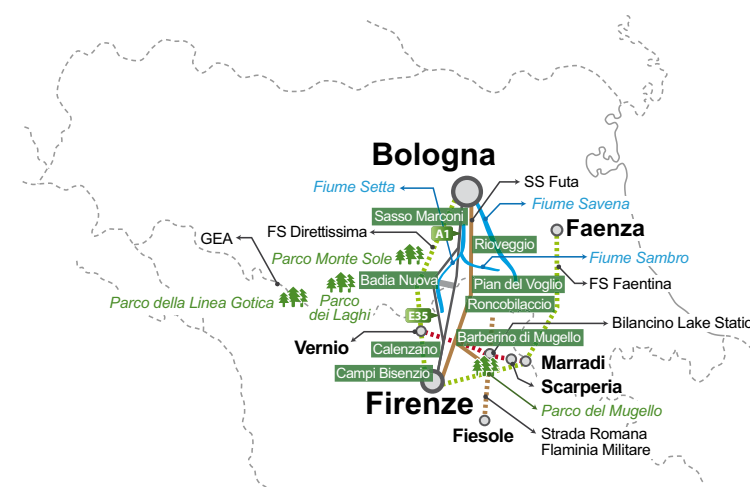 Bologna
Fiume Setta
SS Futa
Fiume Savena
Sasso Marconi
Faenza
GEA
FS Direttissima
A1
Rioveggio
Parco Monte Sole
Fiume Sambro
Badia Nuova
Pian del Voglio
FS Faentina
Parco della Linea Gotica
Parco
dei Laghi
Roncobilaccio
E35
Bilancino Lake Static
Vernio
Barberino di Mugello
Calenzano
Marradi
Campi Bisenzio
Scarperia
Firenze
Parco del Mugello
Fiesole
Strada Romana
Flaminia Militare